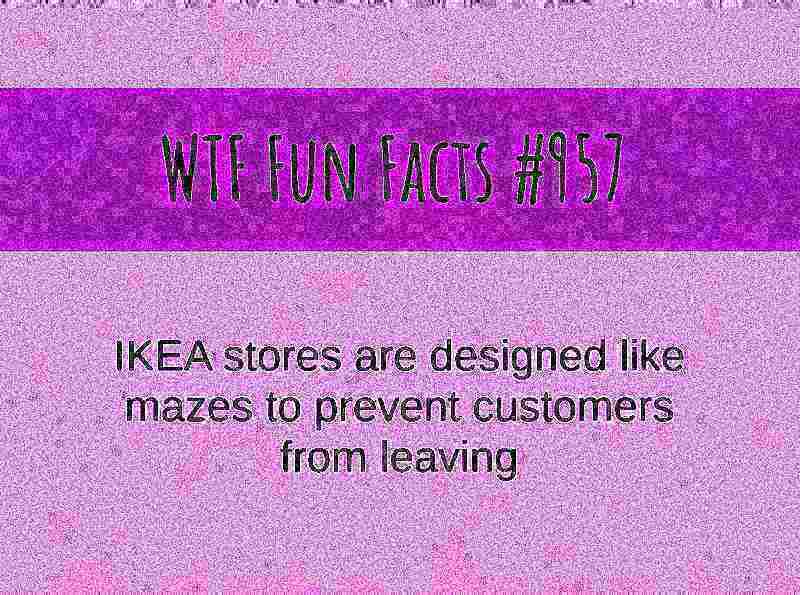 WTF Fun Facts #957
IKEA stores are designed like
mazes to prevent customers
from leaving